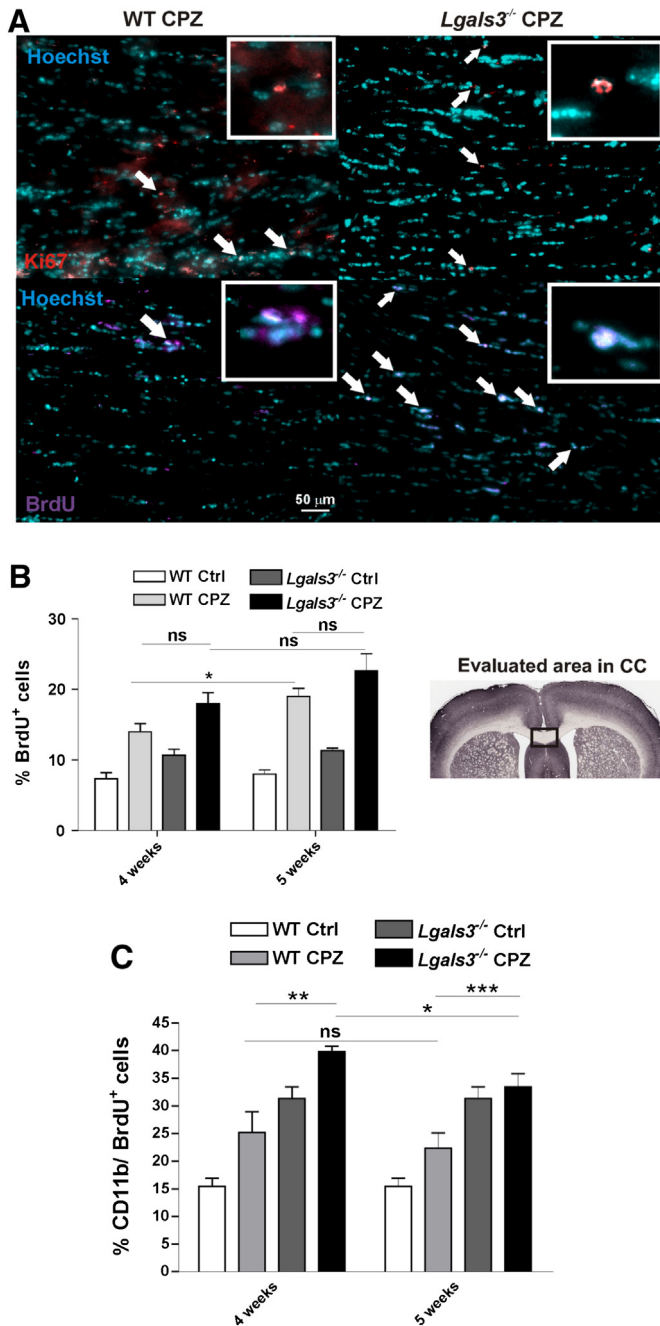 A
WT CPZ
Lgals3-/- CPZ
Hoechst
Ki67
Hoechst
BrdU
50 µm
B
WT Ctrl
Lgals3-/- Ctrl
WT CPZ
Lgals3-/- CPZ
% BrdU+ cells
30
20
10
0
ns
ns
ns
*
4 weeks
5 weeks
Evaluated area in CC
C
WT Ctrl
Lgals3-/- Ctrl
WT CPZ
Lgals3-/- CPZ
% CD11b/ BrdU+ cells
45
40
35
30
25
20
15
10
5
0
**
***
*
ns
4 weeks
5 weeks